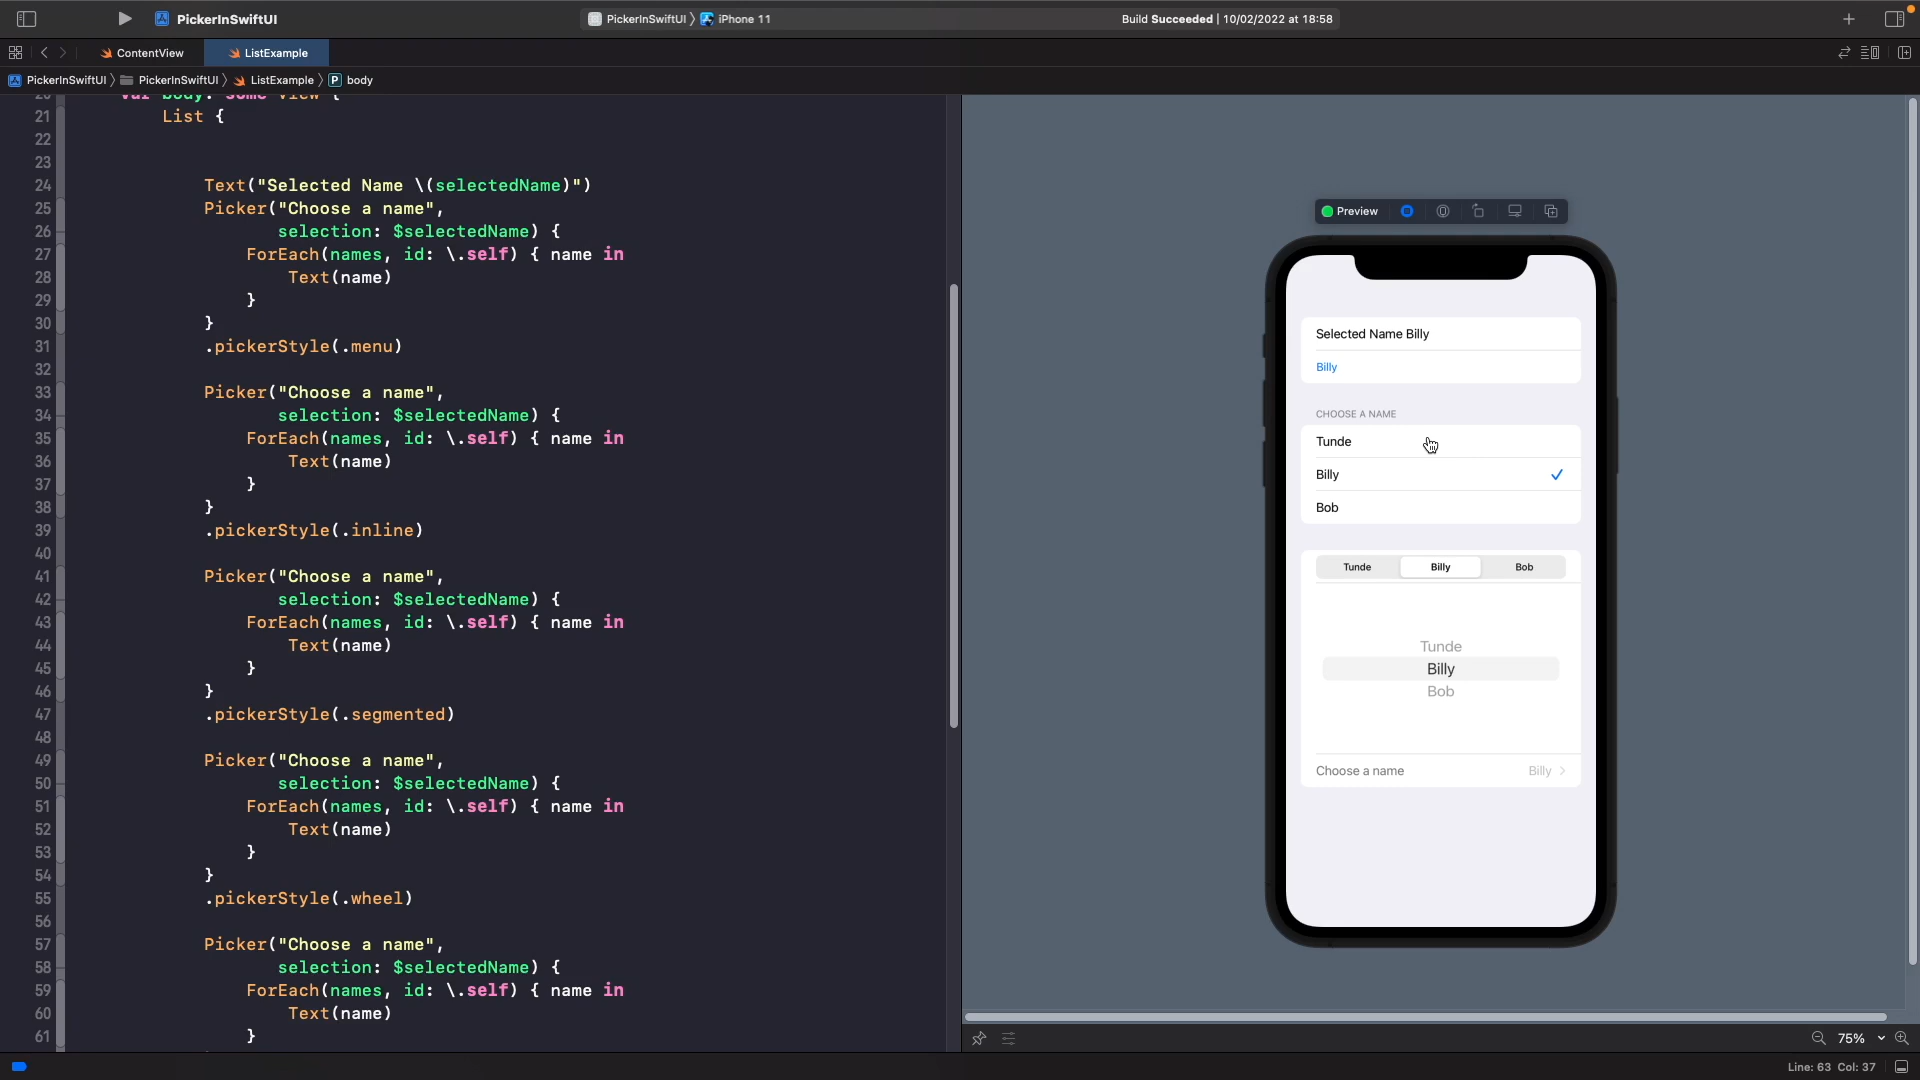 PickerInSwiftUI
PickerInSwiftUI
iPhone 11
Build Succeeded | 10/02/2022 at 18:58
ContentView
ListExample
PickerInSwiftUI
PickerInSwiftUI
ListExample
P body
20 var body: some View {
21 List {
22
23
24 Text("Selected Name \(selectedName)")
25 Picker("Choose a name",
26 selection: $selectedName) {
27 ForEach(names, id: \.self) { name in
28 Text(name)
29 }
30 }
31 .pickerStyle(.menu)
32
33 Picker("Choose a name",
34 selection: $selectedName) {
35 ForEach(names, id: \.self) { name in
36 Text(name)
37 }
38 }
39 .pickerStyle(.inline)
40
41 Picker("Choose a name",
42 selection: $selectedName) {
43 ForEach(names, id: \.self) { name in
44 Text(name)
45 }
46 }
47 .pickerStyle(.segmented)
48
49 Picker("Choose a name",
50 selection: $selectedName) {
51 ForEach(names, id: \.self) { name in
52 Text(name)
53 }
54 }
55 .pickerStyle(.wheel)
56
57 Picker("Choose a name",
58 selection: $selectedName) {
59 ForEach(names, id: \.self) { name in
60 Text(name)
61 }
Preview
Selected Name Billy
Billy
CHOOSE A NAME
Tunde
Billy
Bob
Tunde Billy Bob
Tunde
Billy
Bob
Choose a name Billy
75%
Line: 63 Col: 37